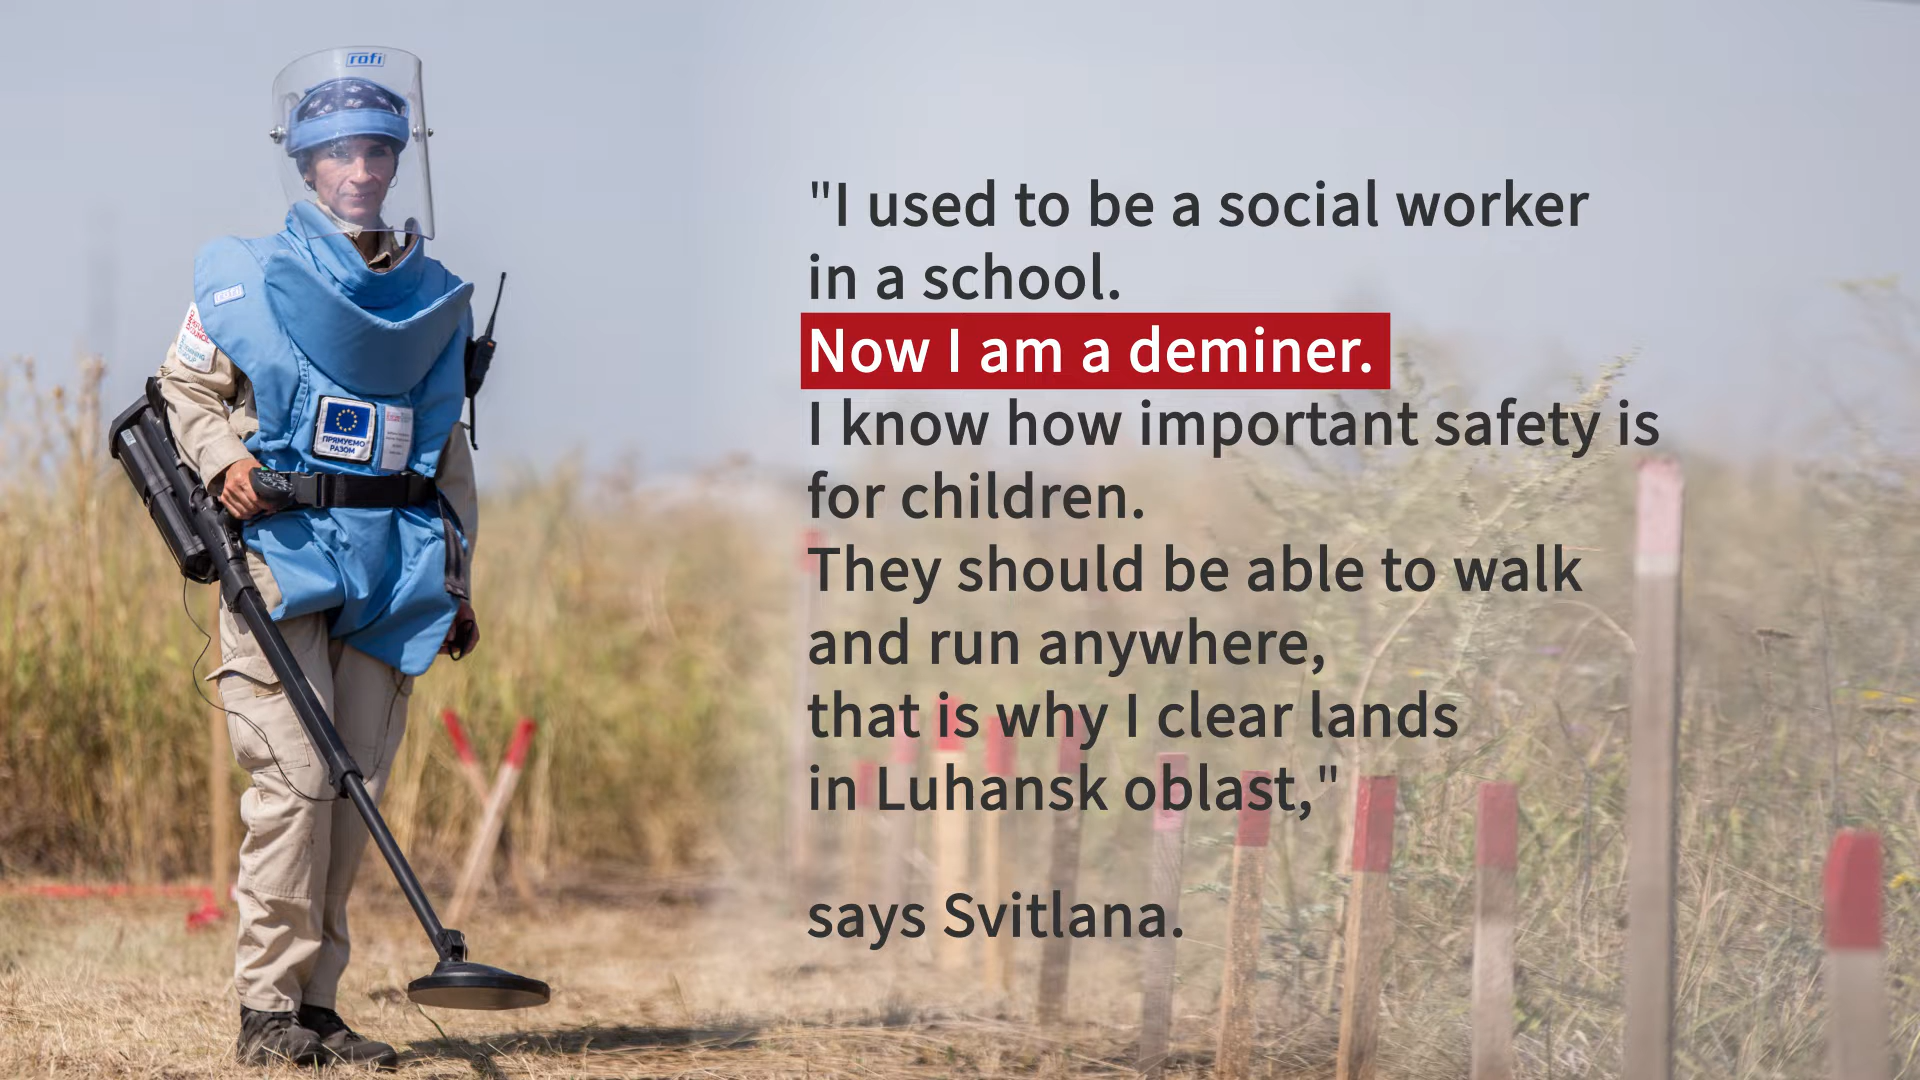 rofi
ПРЯМУЄМО
РАЗОМ
"I used to be a social worker
in a school.
Now I am a deminer.
I know how important safety is
for children.
They should be able to walk
and run anywhere,
that is why I clear lands
in Luhansk oblast,"
says Svitlana.